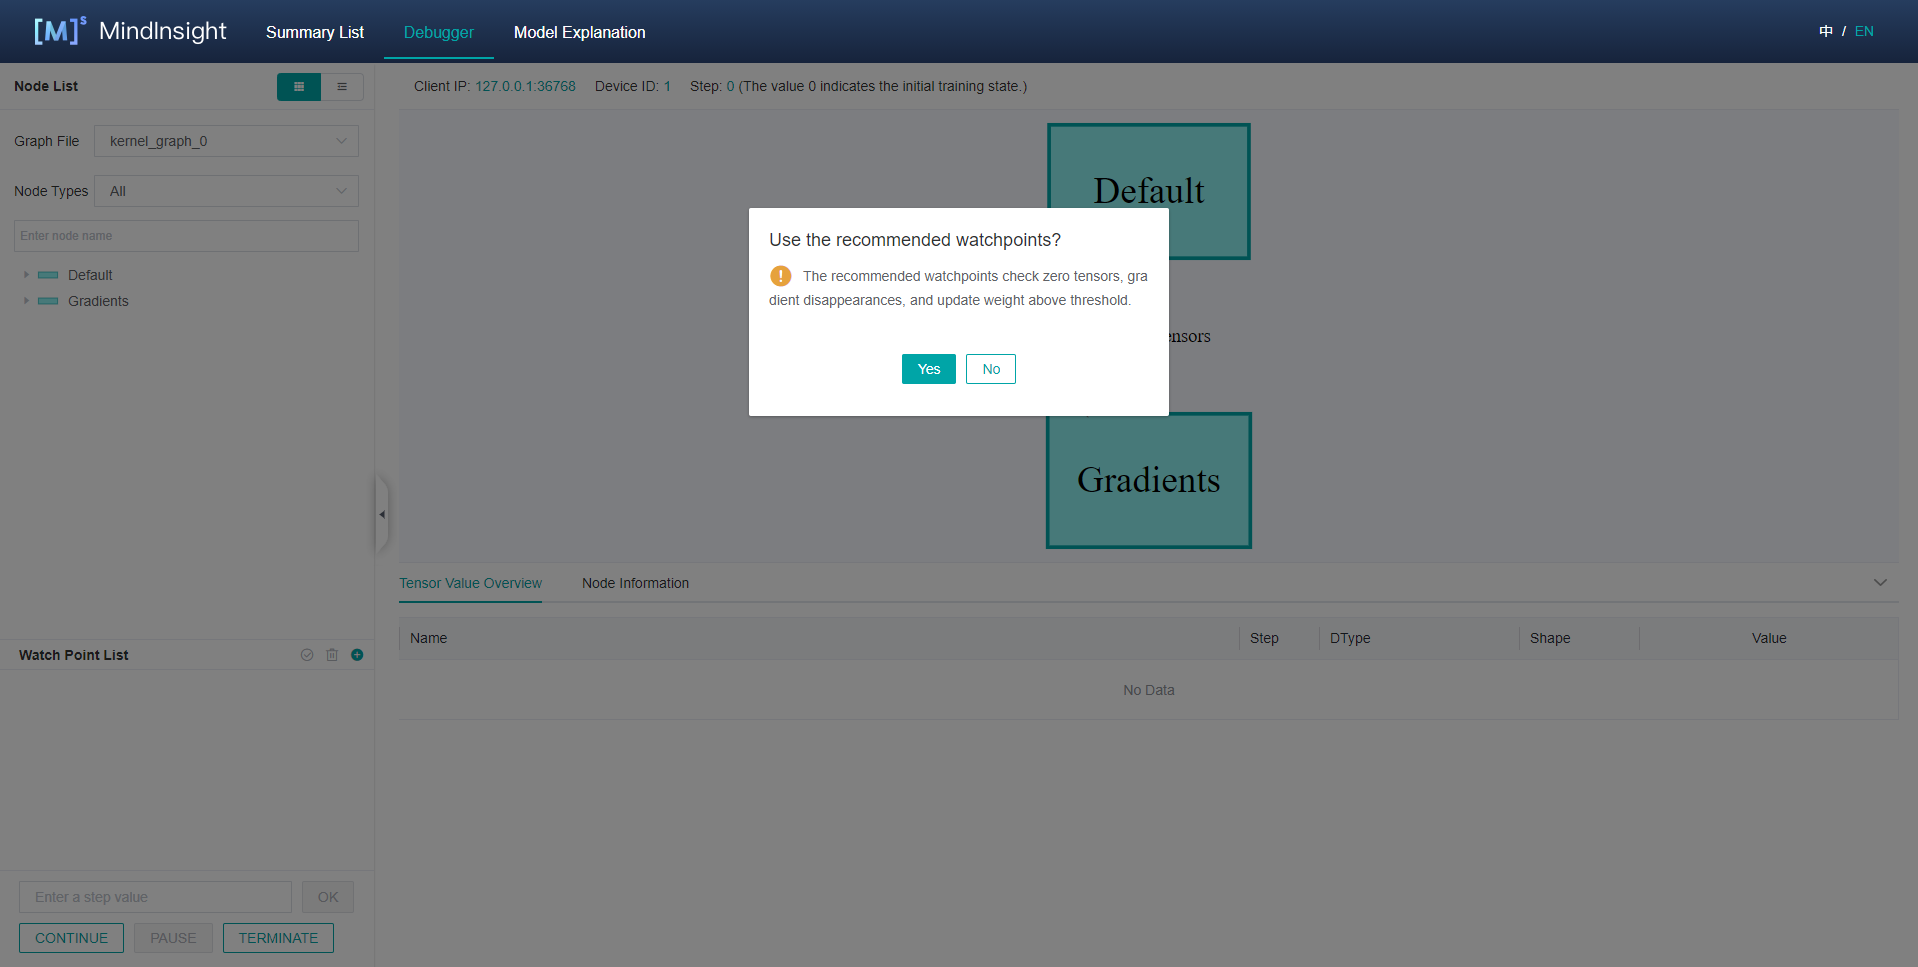 [M]s MindInsight Summary List Debugger Model Explanation 中 / EN
Node List
Client IP: 127.0.0.1:36768 Device ID: 1 Step: 0 (The value 0 indicates the initial training state.)
Graph File kernel_graph_0
Node Types All
Enter node name
Default
Gradients
Default
Use the recommended watchpoints?
! The recommended watchpoints check zero tensors, gra
dient disappearances, and update weight above threshold.
Yes No
Gradients
Tensor Value Overview Node Information
Name Step DType Shape Value
No Data
Watch Point List
Enter a step value OK
CONTINUE PAUSE TERMINATE